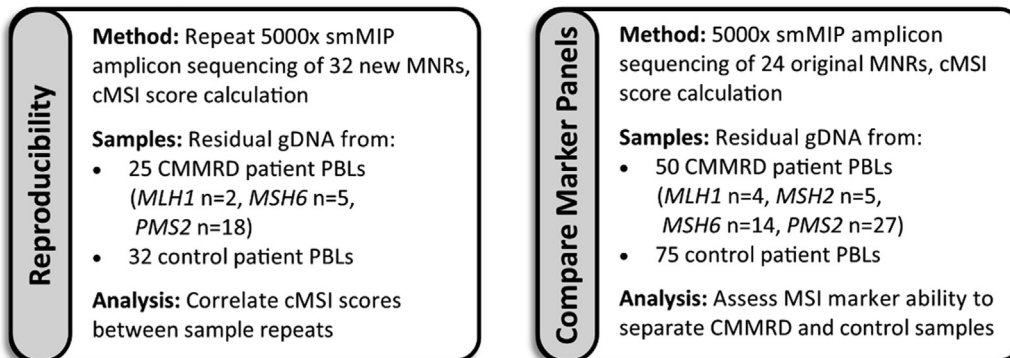 Reproducibility
Method: Repeat 5000x smMIP
amplicon sequencing of 32 new MNRs,
cMSI score calculation
Samples: Residual gDNA from:
• 25 CMMRD patient PBLs
(MLH1 n=2, MSH6 n=5,
PMS2 n=18)
• 32 control patient PBLs
Analysis: Correlate cMSI scores
between sample repeats
Compare Marker Panels
Method: 5000x smMIP amplicon
sequencing of 24 original MNRs, cMSI
score calculation
Samples: Residual gDNA from:
• 50 CMMRD patient PBLs
(MLH1 n=4, MSH2 n=5,
MSH6 n=14, PMS2 n=27)
• 75 control patient PBLs
Analysis: Assess MSI marker ability to
separate CMMRD and control samples